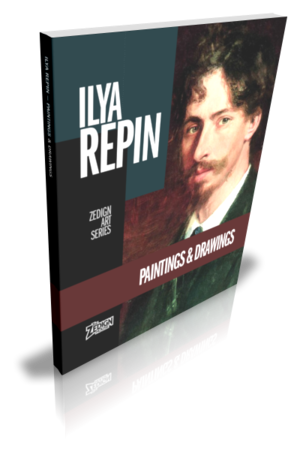 ILYA REPIN – PAINTINGS & DRAWINGS
ILYA
REPIN
ZEDIGN
ART
SERIES
PAINTINGS & DRAWINGS
ZEDIGN